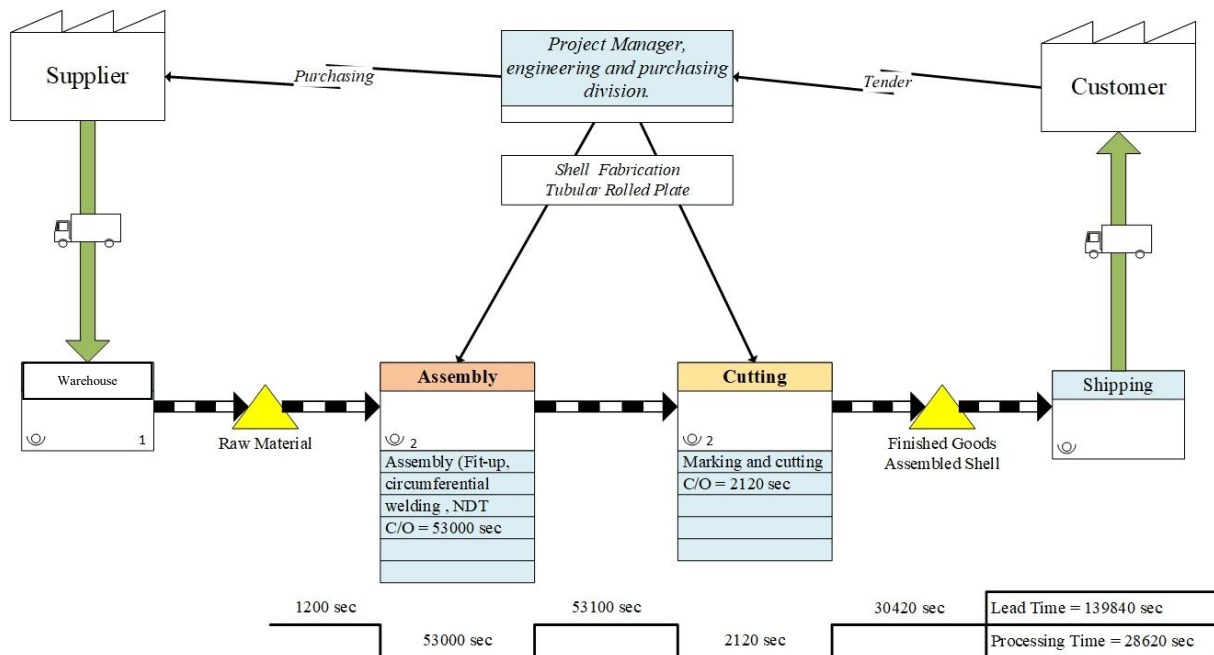 Supplier
Purchasing
Project Manager,
engineering and purchasing
division.
Tender
Customer
Shell Fabrication
Tubular Rolled Plate
Warehouse
1
Raw Material
Assembly
2
Assembly (Fit-up,
circumferential
welding , NDT
C/O = 53000 sec
Cutting
2
Marking and cutting
C/O = 2120 sec
Finished Goods
Assembled Shell
Shipping
1200 sec
53000 sec
53100 sec
2120 sec
30420 sec
Lead Time = 139840 sec
Processing Time = 28620 sec